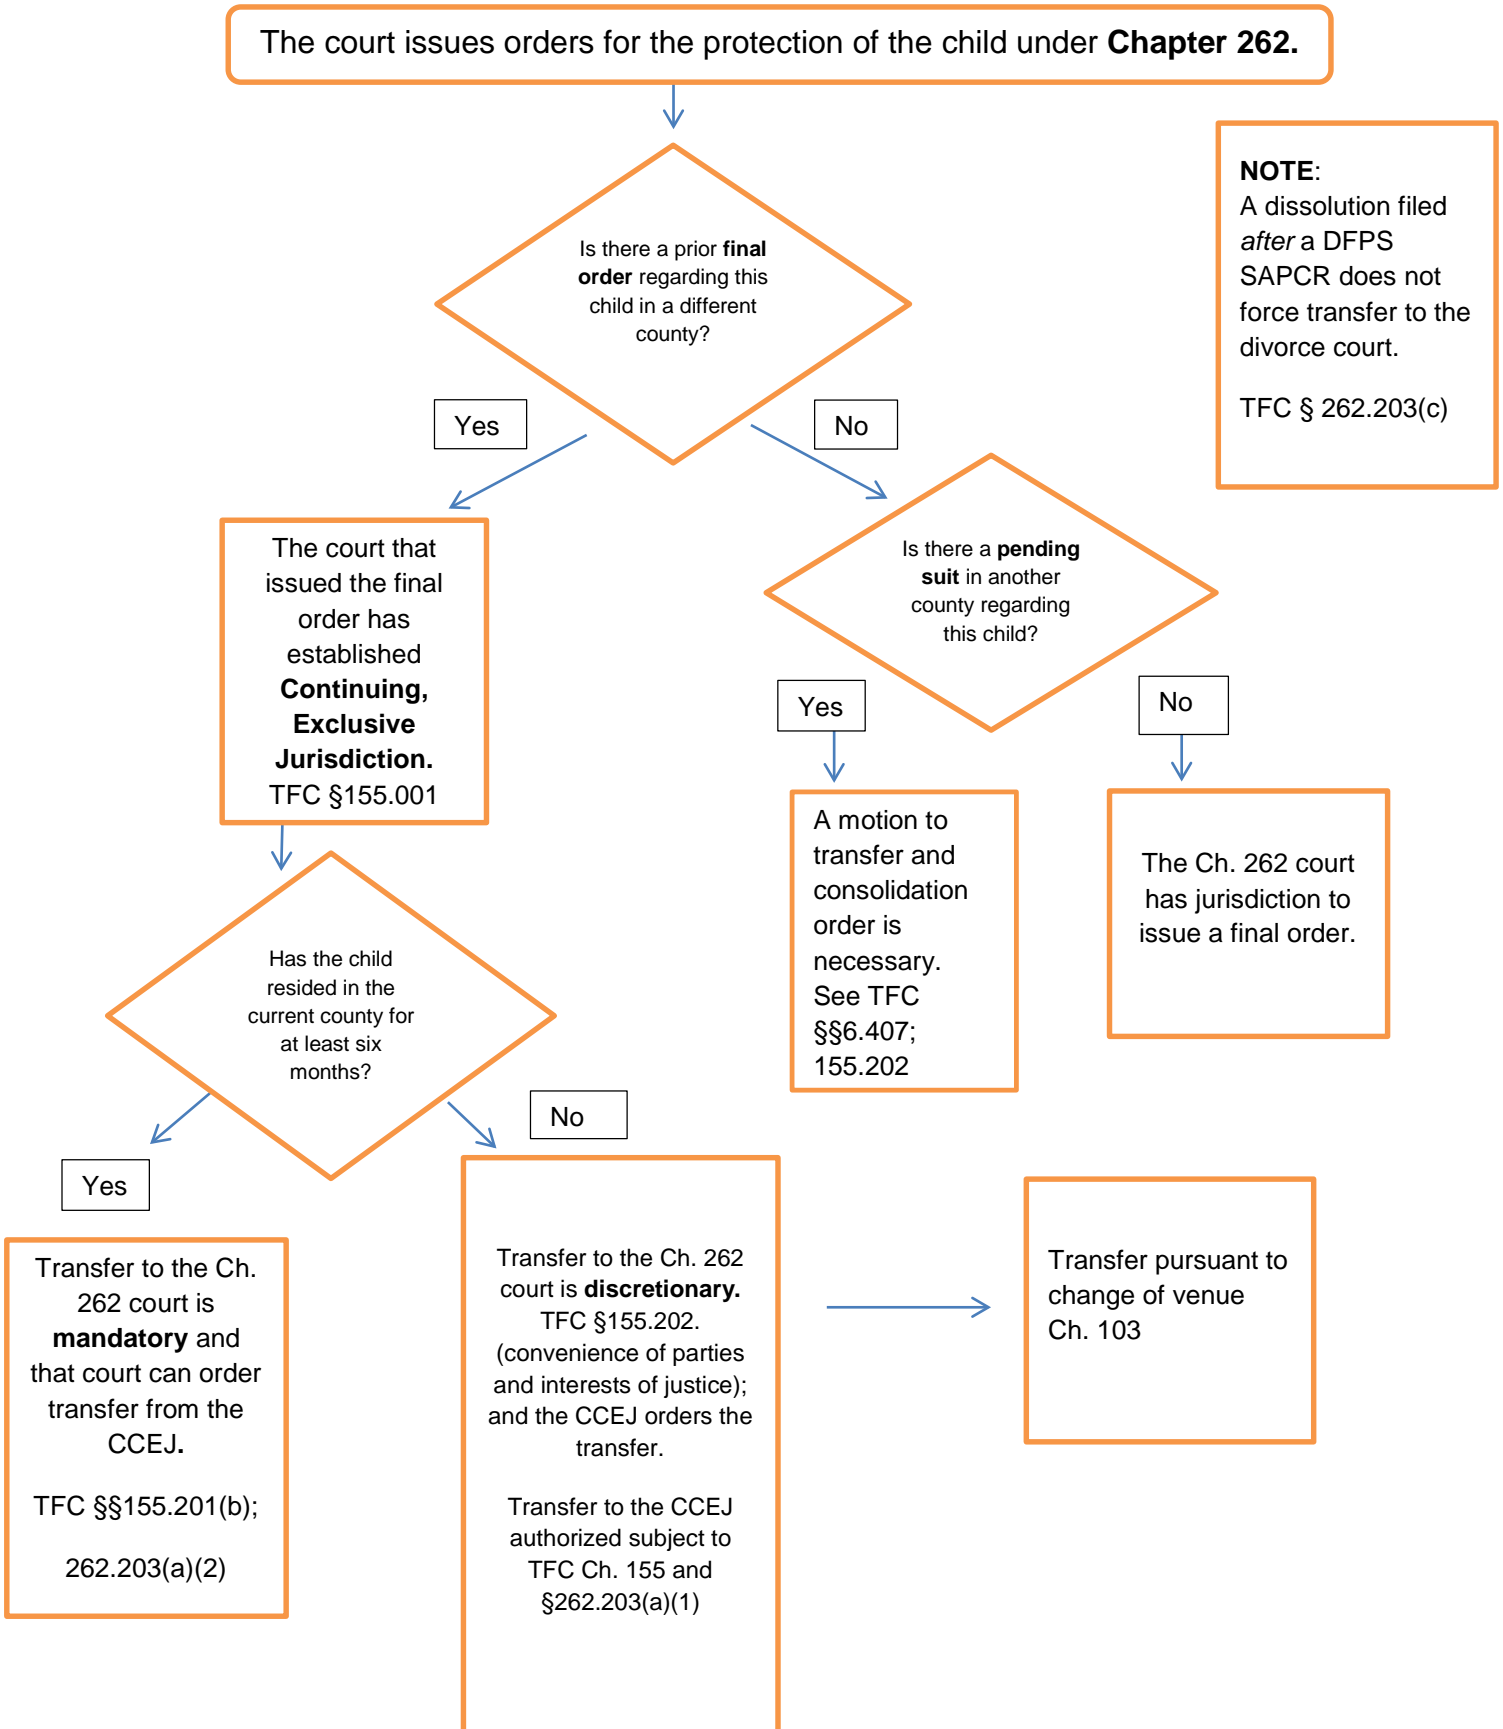 The court issues orders for the protection of the child under Chapter 262.
NOTE:
A dissolution filed
after a DFPS
SAPCR does not
force transfer to the
divorce court.
TFC § 262.203(c)
Is there a prior final
order regarding this
child in a different
county?
Yes
No
The court that
issued the final
order has
established
Continuing,
Exclusive
Jurisdiction.
TFC §155.001
Is there a pending
suit in another
county regarding
this child?
Yes
No
A motion to
transfer and
consolidation
order is
necessary.
See TFC
§§6.407;
155.202
The Ch. 262 court
has jurisdiction to
issue a final order.
Has the child
resided in the
current county for
at least six
months?
Yes
No
Transfer to the Ch.
262 court is
mandatory and
that court can order
transfer from the
CCEJ.
TFC §§155.201(b);
262.203(a)(2)
Transfer to the Ch. 262
court is discretionary.
TFC §155.202.
(convenience of parties
and interests of justice);
and the CCEJ orders the
transfer.
Transfer to the CCEJ
authorized subject to
TFC Ch. 155 and
§262.203(a)(1)
Transfer pursuant to
change of venue
Ch. 103